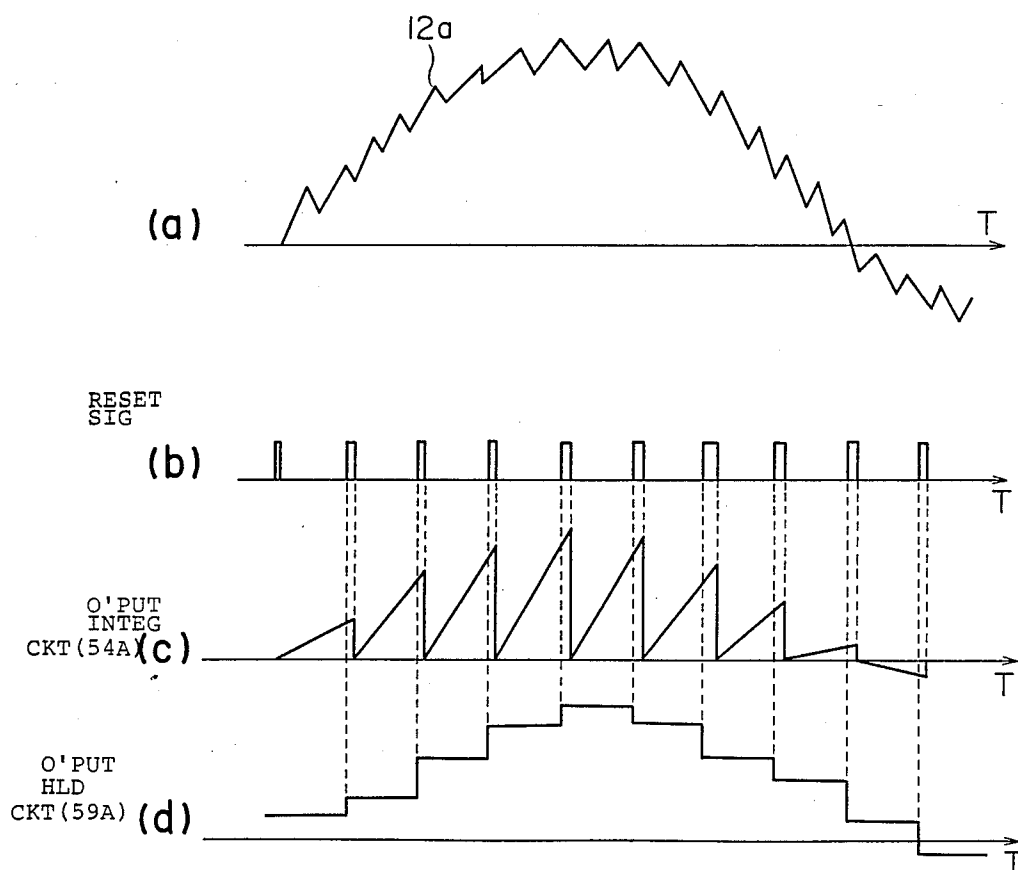 12a
(a)
T
RESET
SIG
(b)
T
O'PUT
INTEG
CKT(54A)
(c)
T
O'PUT
HLD
CKT(59A)
(d)
T